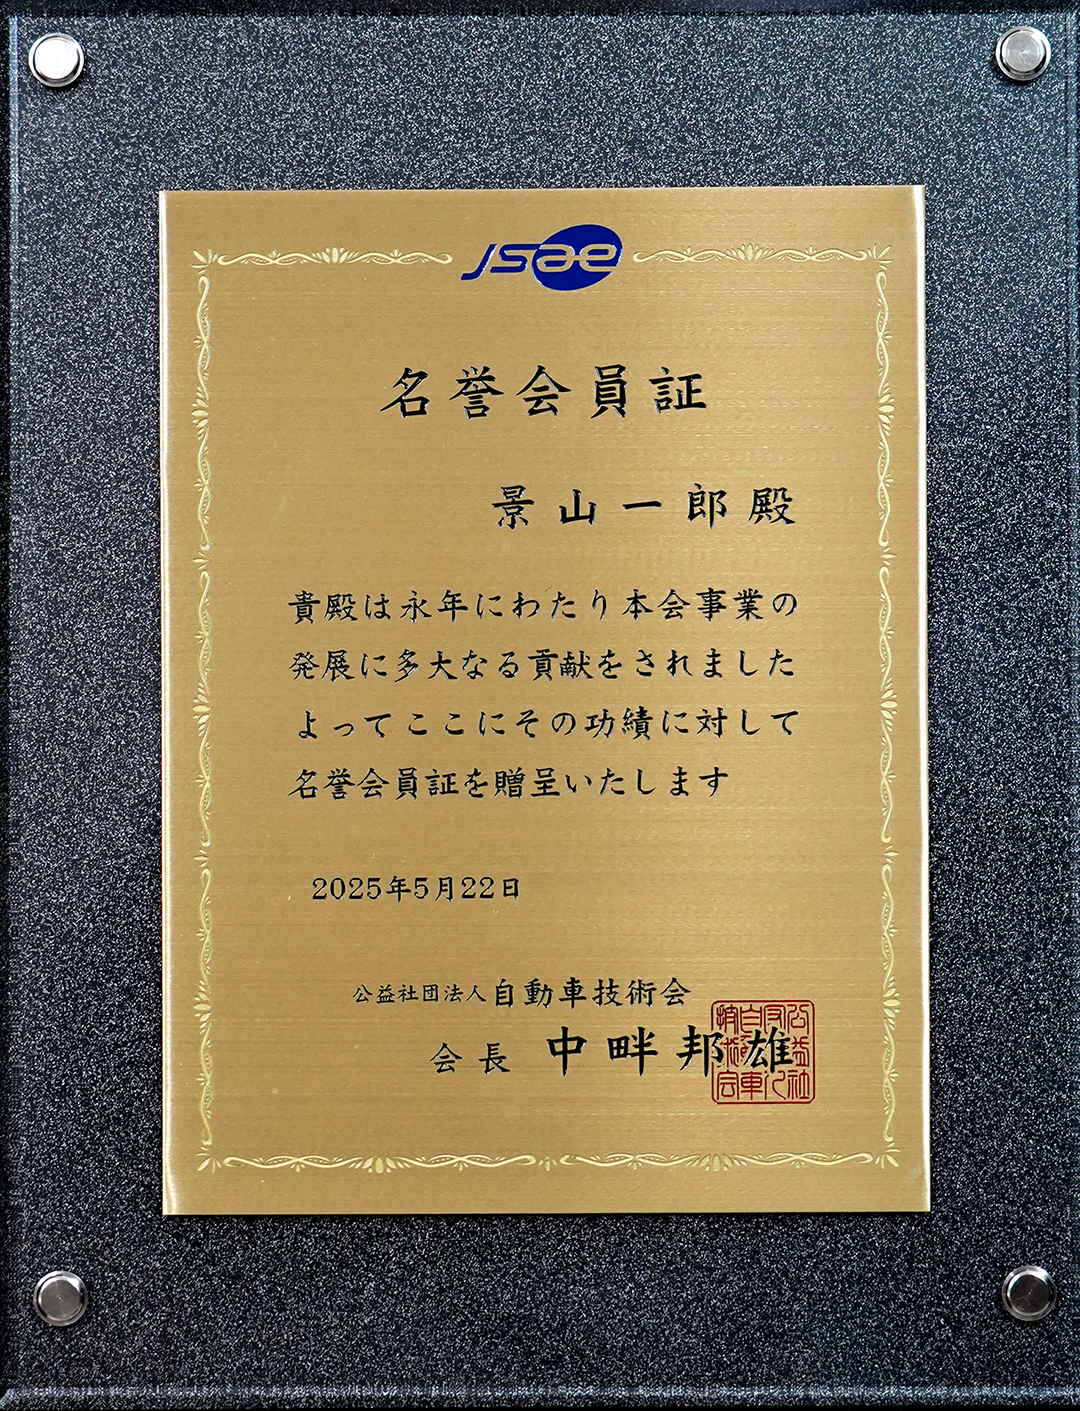 JSae
名誉会員証
景山一郎殿
貴殿は永年にわたり本会事業の
発展に多大なる貢献をされました
よってここにその功績に対して
名誉会員証を贈呈いたします
2025年5月22日
公益社団法人自動車技術会
会長 中畔邦雄